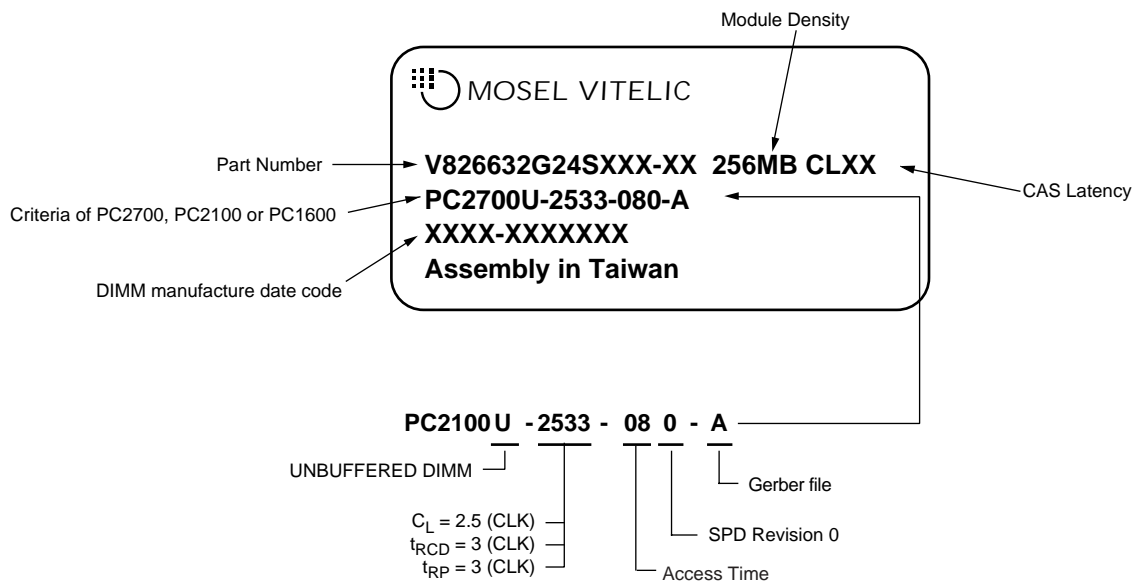 Module Density
MOSEL VITELIC
Part Number
V826632G24SXXX-XX 256MB CLXX
CAS Latency
Criteria of PC2700, PC2100 or PC1600
PC2700U-2533-080-A
XXXX-XXXXXXX
DIMM manufacture date code
Assembly in Taiwan
PC2100 U - 2533 - 08 0 - A
UNBUFFERED DIMM
Gerber file
CL = 2.5 (CLK)
tRCD = 3 (CLK)
tRP = 3 (CLK)
SPD Revision 0
Access Time